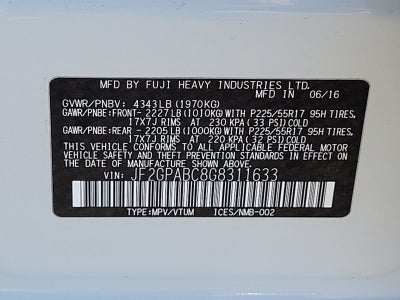 MFD BY FUJI HEAVY INDUSTRIES LTD.
MFD IN 06/16
GVWR/PNBV: 4343LB (1970KG)
GAWR/PNBE:FRONT- 2227LB (1010KG)WITH P225/55R17 95H TIRES.
17X7J RIMS AT 230 KPA (33 PSI)COLD
GAWR/PNBE:REAR - 2205LB (1000KG)WITH P225/55R17 95H TIRES.
17X7J RIMS AT 220 KPA (32 PSI)COLD
THIS VEHICLE CONFORMS TO ALL APPLICABLE FEDERAL MOTOR
VEHICLE SAFETY STANDARDS IN EFFECT ON
THE DATE OF MANUFACTURE SHOWN ABOVE.
VIN: JF2GPABC8G8311633
TYPE:MPV/VTUM ICES/NMB-002